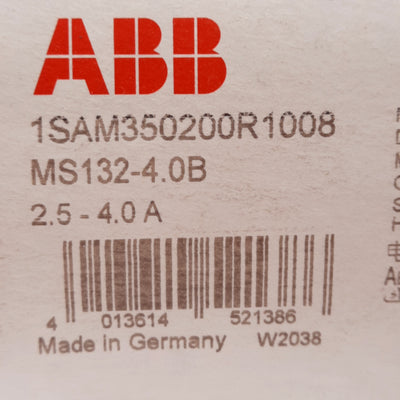 ABB
1SAM350200R1008
MS132-4.0B
2.5 - 4.0 A
4 013614 521386
Made in Germany W2038